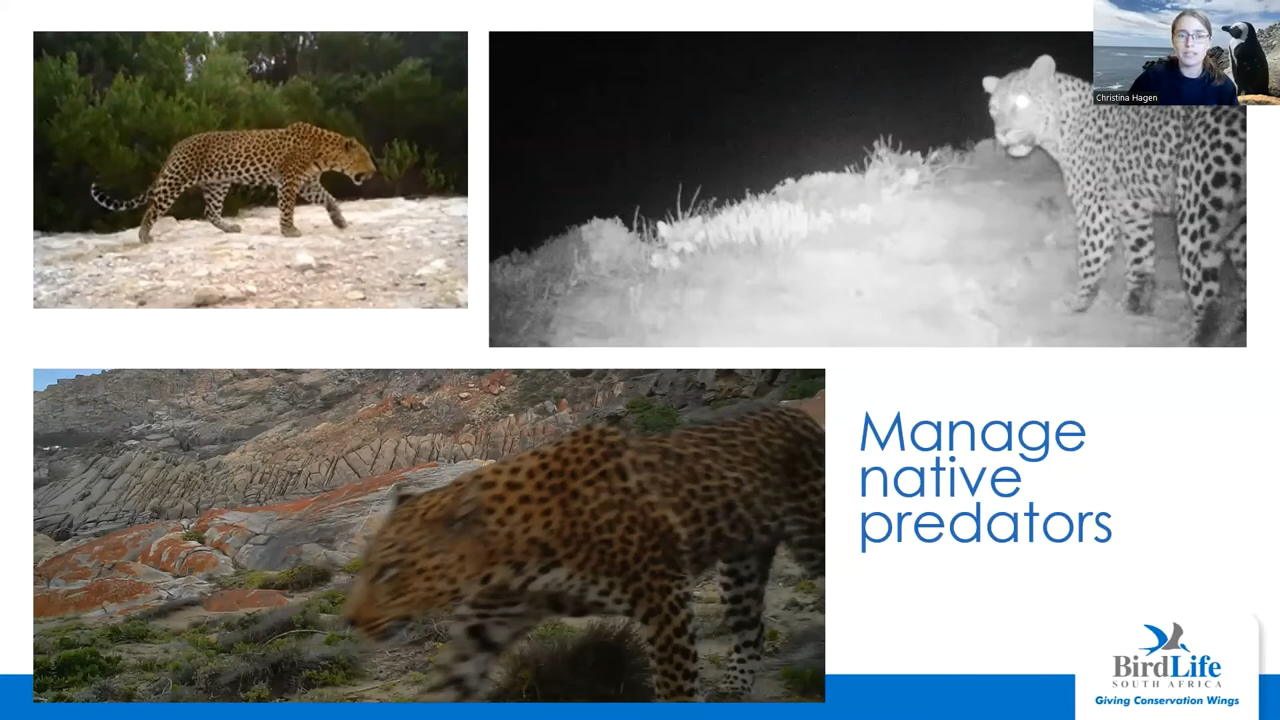 Christina Hagen
Manage
native
predators
BirdLife
SOUTH AFRICA
Giving Conservation Wings